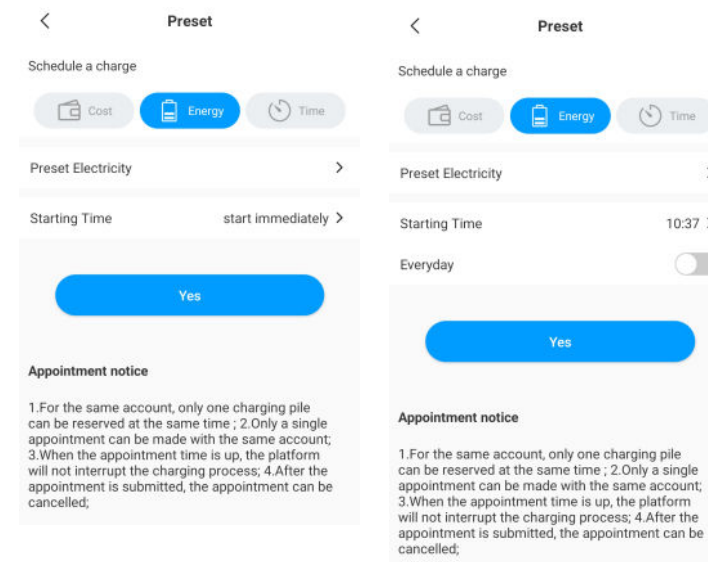 Preset
Schedule a charge
Cost Energy Time
Preset Electricity
Starting Time start immediately
Yes
Appointment notice
1.For the same account, only one charging pile
can be reserved at the same time ; 2.Only a single
appointment can be made with the same account;
3.When the appointment time is up, the platform
will not interrupt the charging process; 4.After the
appointment is submitted, the appointment can be
cancelled;
Preset
Schedule a charge
Cost Energy Time
Preset Electricity
Starting Time 10:37
Everyday
Yes
Appointment notice
1.For the same account, only one charging pile
can be reserved at the same time ; 2.Only a single
appointment can be made with the same account;
3.When the appointment time is up, the platform
will not interrupt the charging process; 4.After the
appointment is submitted, the appointment can be
cancelled;